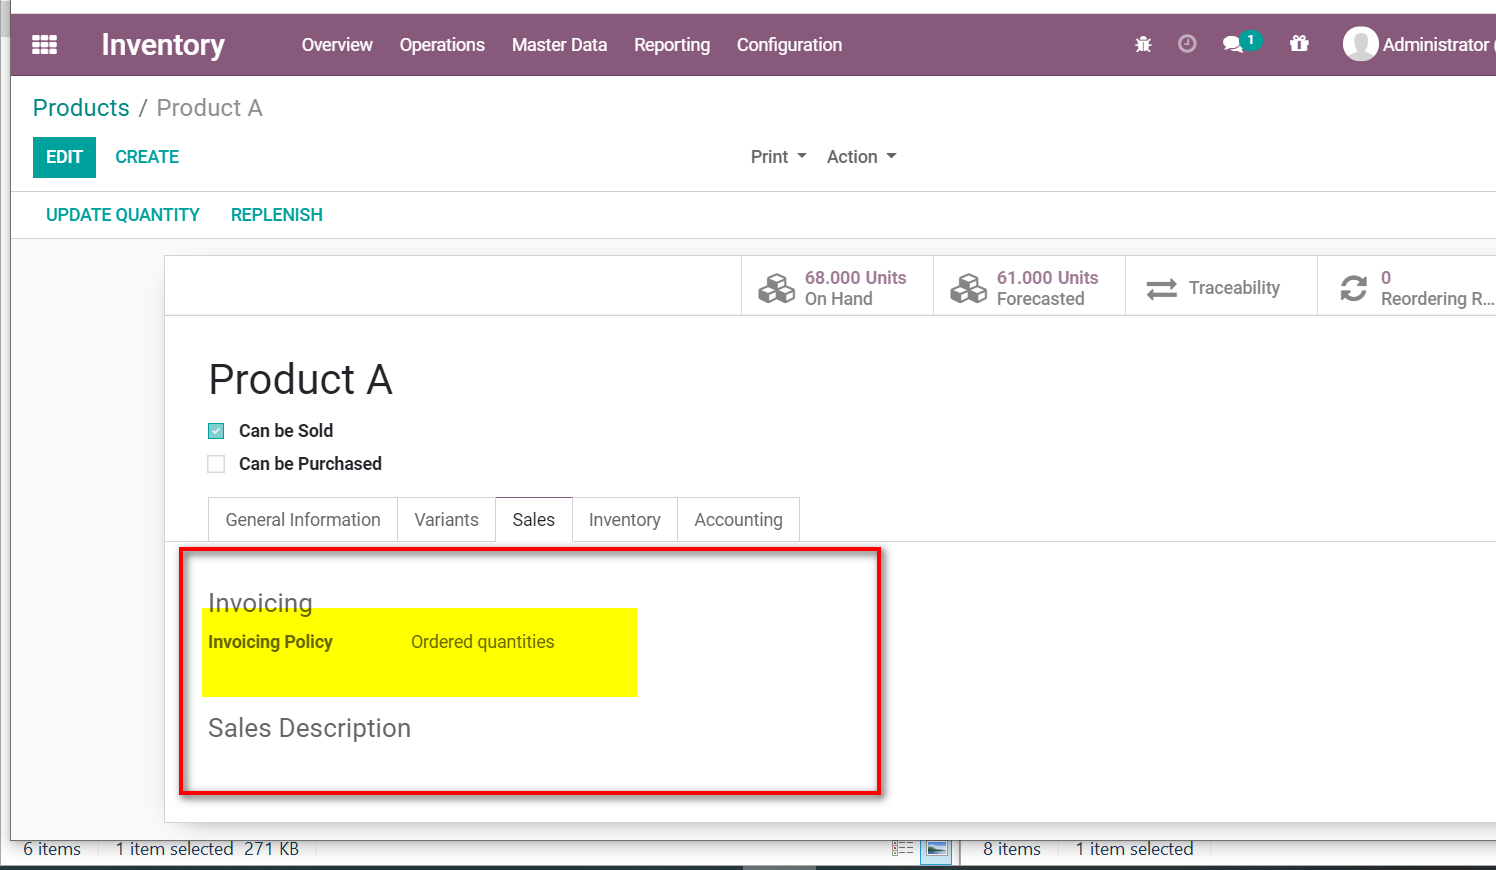 Inventory Overview Operations Master Data Reporting Configuration 1 Administrator
Products / Product A
EDIT CREATE Print Action
UPDATE QUANTITY REPLENISH
68.000 Units 61.000 Units Traceability 0
On Hand Forecasted Reordering R...
Product A
Can be Sold
Can be Purchased
General Information Variants Sales Inventory Accounting
Invoicing
Invoicing Policy Ordered quantities
Sales Description
6 items 1 item selected 271 KB 8 items 1 item selected